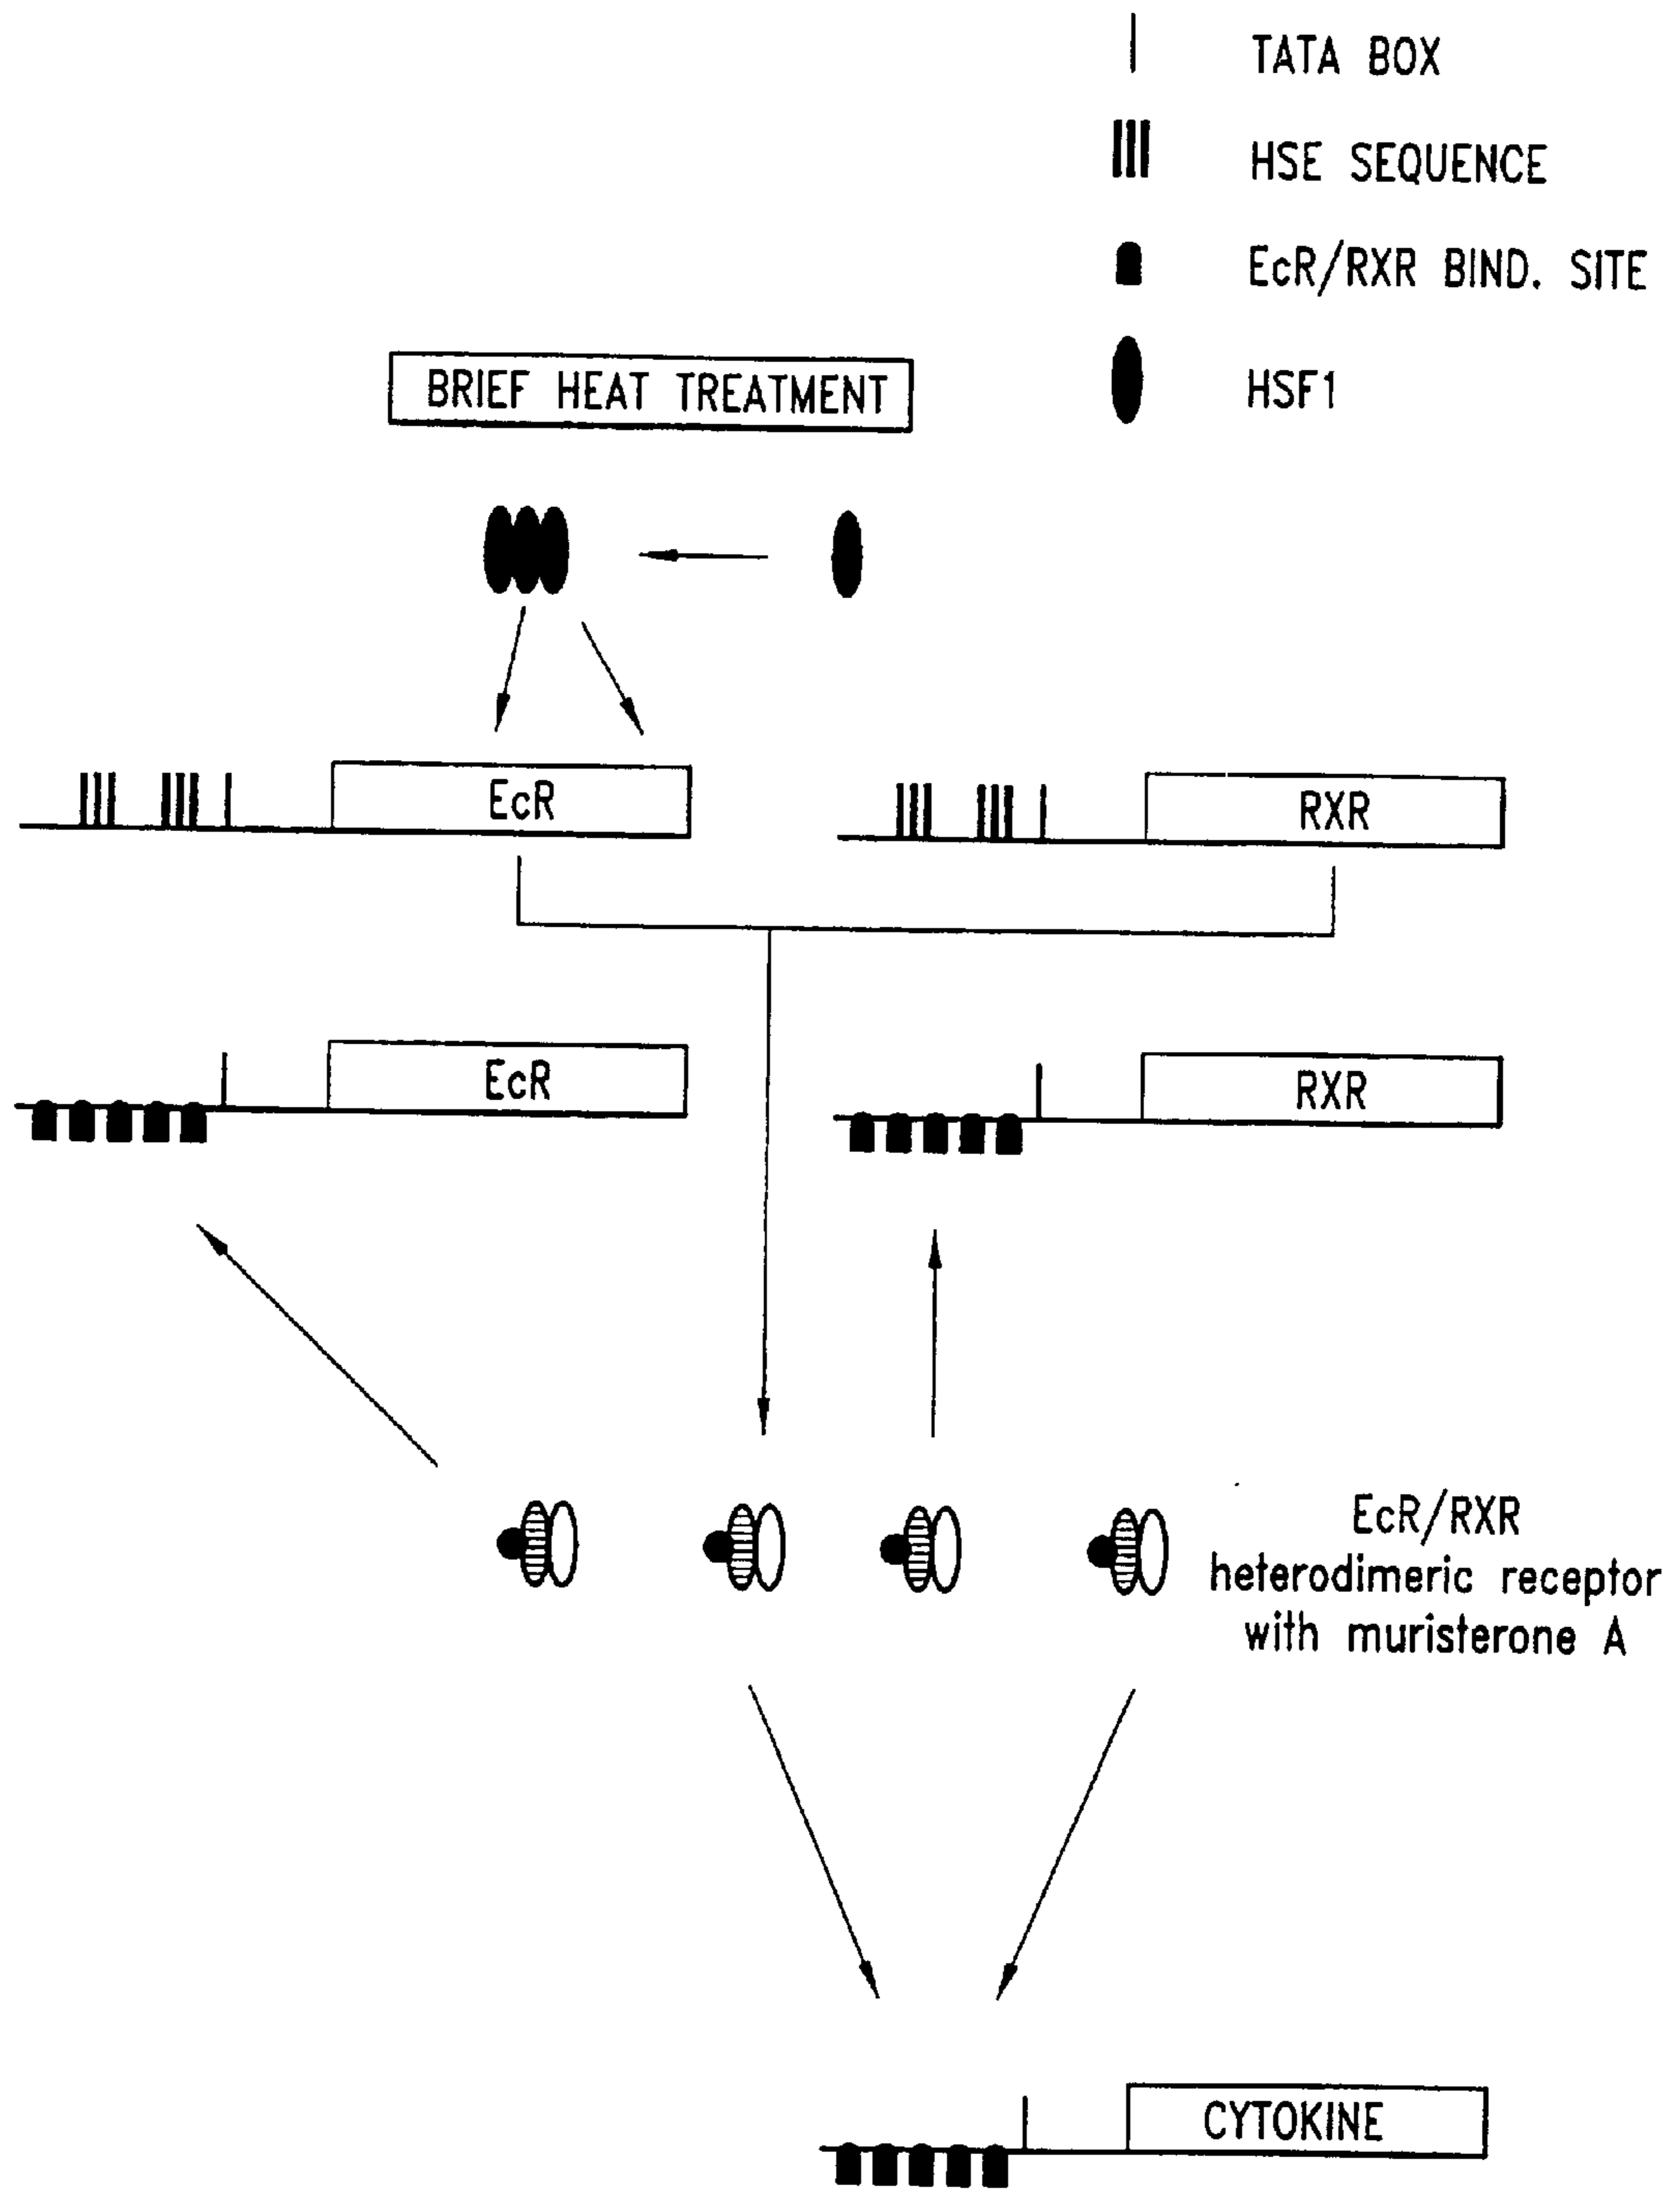 TATA BOX
HSE SEQUENCE
EcR/RXR BIND. SITE
HSF1
BRIEF HEAT TREATMENT
EcR
RXR
EcR
RXR
EcR/RXR
heterodimeric receptor
with muristerone A
CYTOKINE